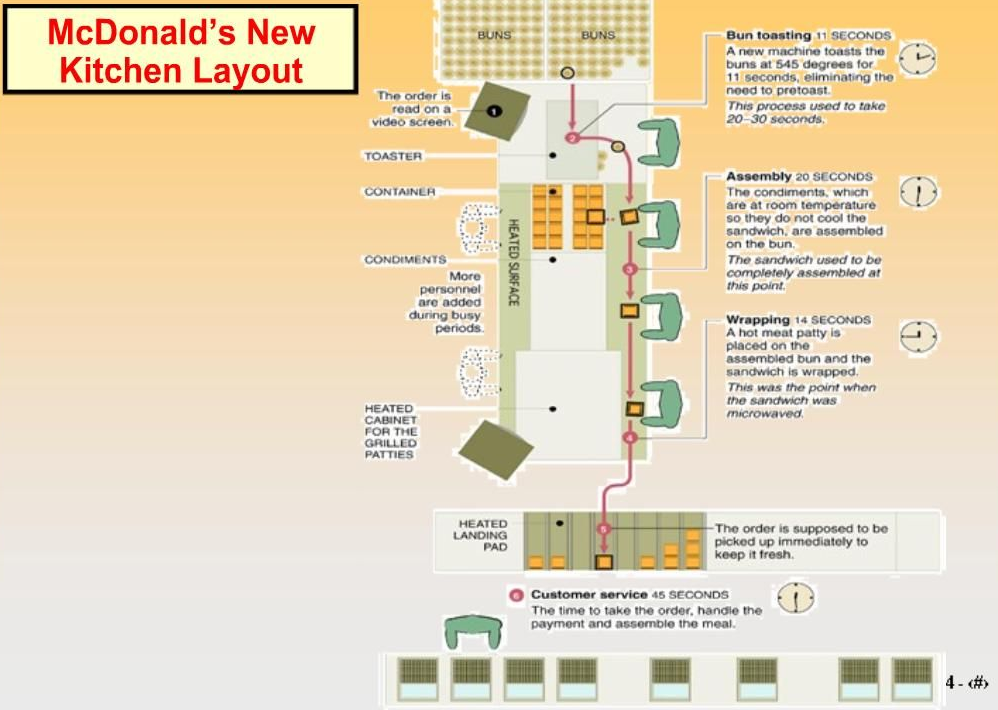 McDonald’s New
Kitchen Layout
BUNS
BUNS
The order is
read on a
video screen.
1
Bun toasting 11 SECONDS
A new machine toasts the
buns at 545 degrees for
11 seconds, eliminating the
need to pretoast.
This process used to take
20–30 seconds.
2
TOASTER
CONTAINER
Assembly 20 SECONDS
The condiments, which
are at room temperature
so they do not cool the
sandwich, are assembled
on the bun.
The sandwich used to be
completely assembled at
this point.
HEATED SURFACE
CONDIMENTS
3
More
personnel
are added
during busy
periods.
Wrapping 14 SECONDS
A hot meat patty is
placed on the
assembled bun and the
sandwich is wrapped.
This was the point when
the sandwich was
microwaved.
HEATED
CABINET
FOR THE
GRILLED
PATTIES
4
HEATED
LANDING
PAD
5
The order is supposed to be
picked up immediately to
keep it fresh.
6 Customer service 45 SECONDS
The time to take the order, handle the
payment and assemble the meal.
4 - ‹#›